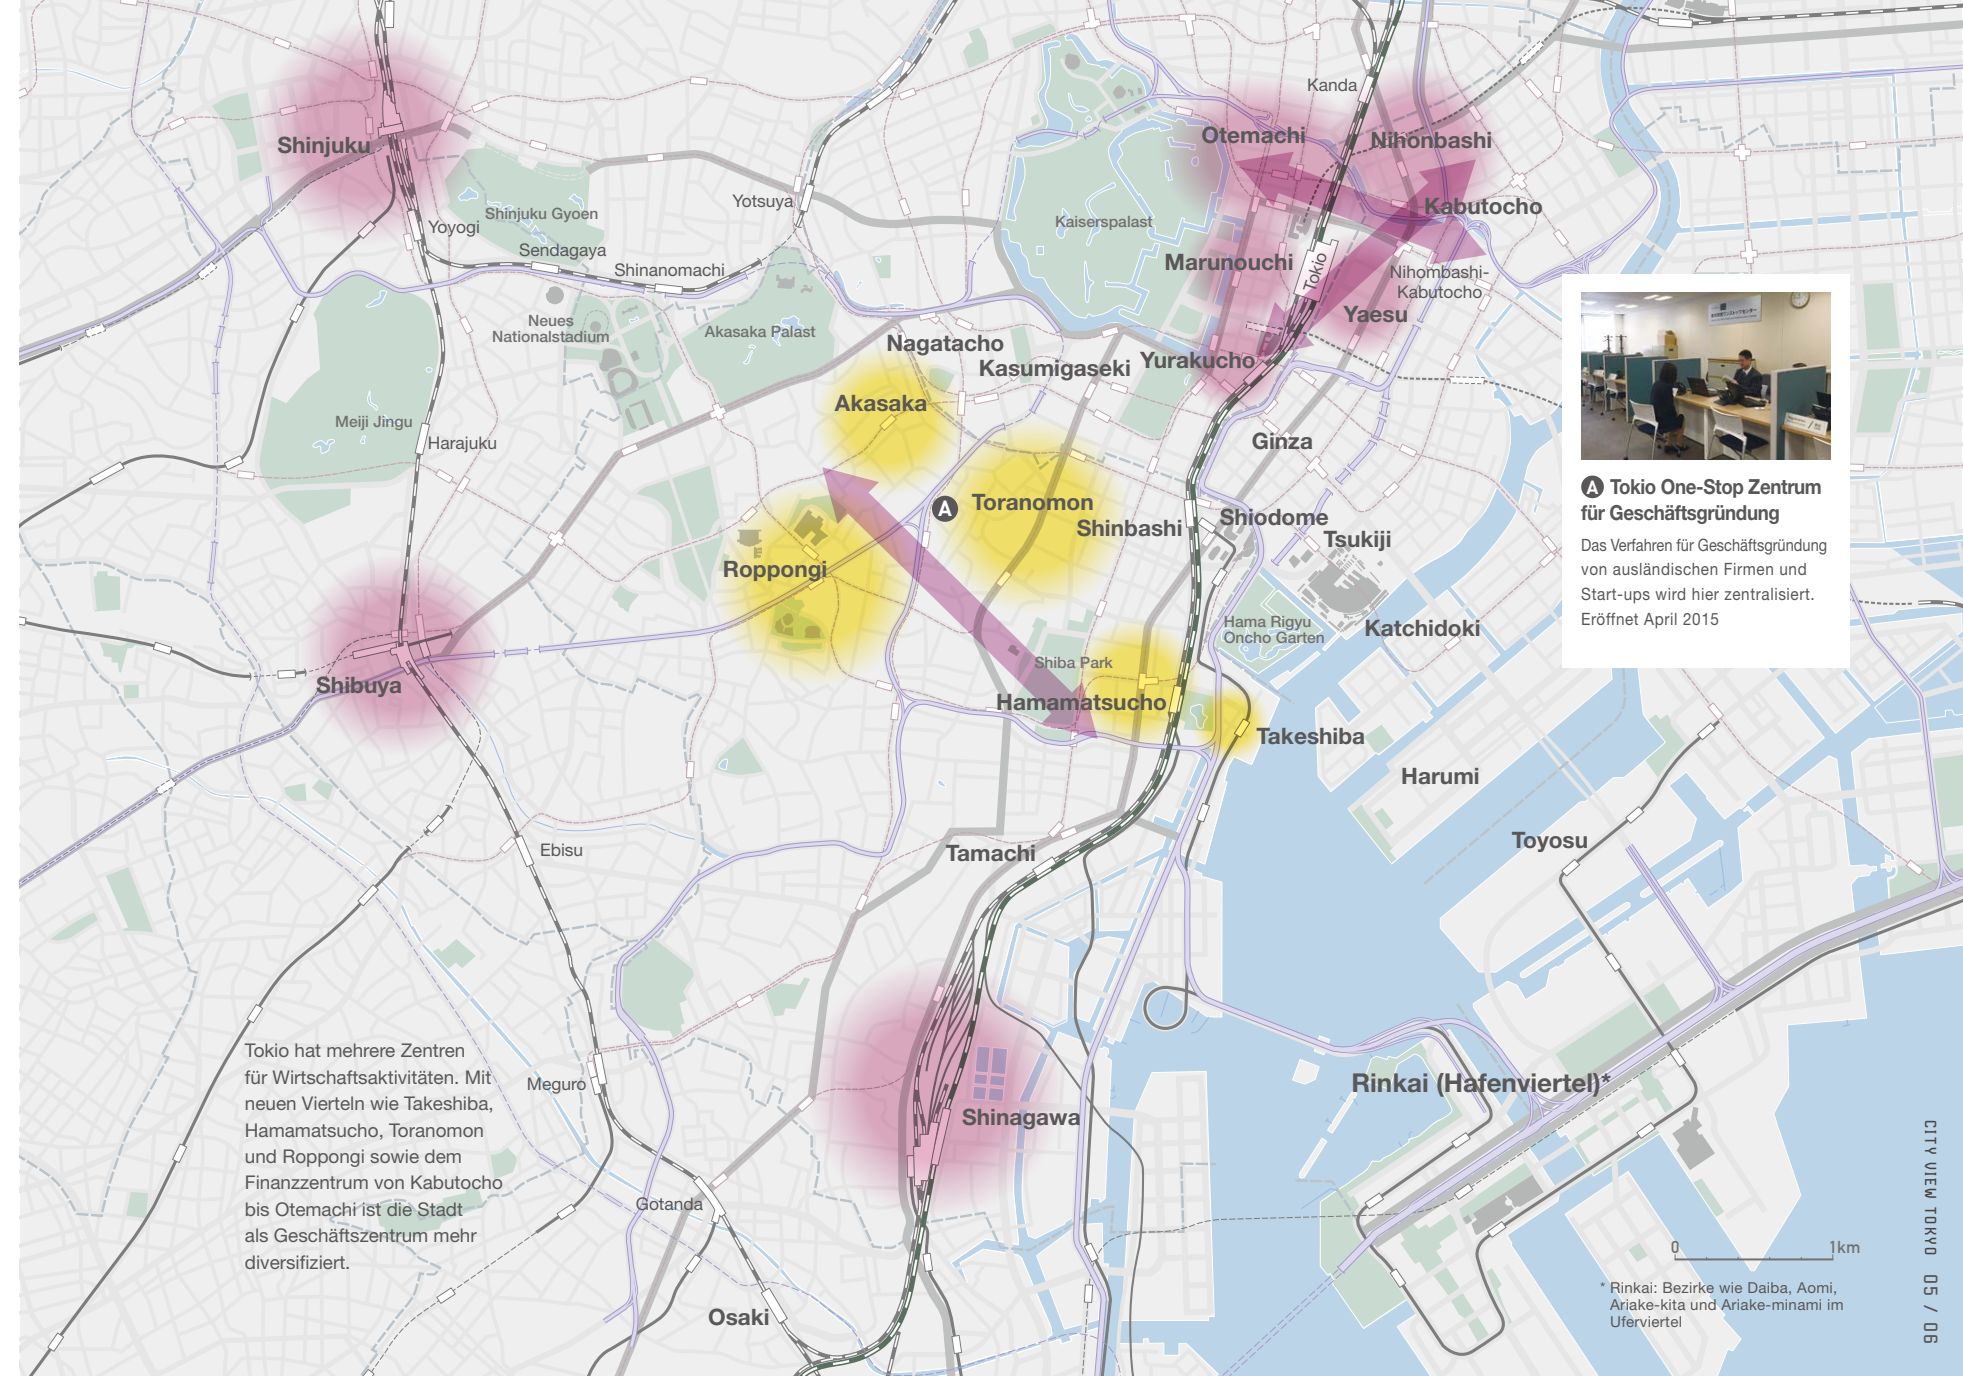 Kanda
Otemachi
Nihonbashi
Shinjuku
Yotsuya
Kabutocho
Shinjuku Gyoen
Yoyogi
Kaiserspalast
Sendagaya
Marunouchi
Tokio
Shinanomachi
Nihombashi-
Kabutocho
Yaesu
Neues
Nationalstadium
Akasaka Palast
Nagatacho
Kasumigaseki
Yurakucho
Akasaka
Meiji Jingu
Harajuku
Ginza
A
Toranomon
Shinbashi
Shiodome
Tsukiji
Roppongi
Hama Rigyu
Oncho Garten
Katchidoki
Shiba Park
Shibuya
Hamamatsucho
Takeshiba
Harumi
Toyosu
Ebisu
Tamachi
Meguro
Rinkai (Hafenviertel)*
Shinagawa
Gotanda
Osaki
A Tokio One-Stop Zentrum
für Geschäftsgründung
Das Verfahren für Geschäftsgründung
von ausländischen Firmen und
Start-ups wird hier zentralisiert.
Eröffnet April 2015
Tokio hat mehrere Zentren
für Wirtschaftsaktivitäten. Mit
neuen Vierteln wie Takeshiba,
Hamamatsucho, Toranomon
und Roppongi sowie dem
Finanzzentrum von Kabutocho
bis Otemachi ist die Stadt
als Geschäftszentrum mehr
diversifiziert.
0 1km
* Rinkai: Bezirke wie Daiba, Aomi,
Ariake-kita und Ariake-minami im
Uferviertel
CITY VIEW TOKYO 05 / 06